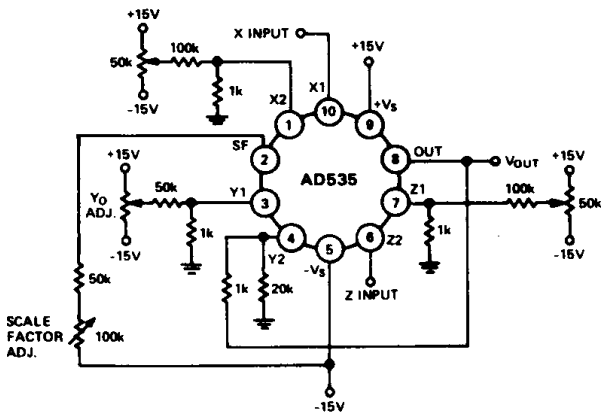 +15V
50k
100k
-15V
1k
X INPUT
X2
X1
+15V
+Vs
1
10
9
SF
2
8
OUT
VOUT
+15V
AD535
+15V
YO
ADJ.
50k
Y1
3
7
Z1
100k
50k
-15V
1k
4
Y2
5
-Vs
6
Z2
1k
-15V
1k
20k
Z INPUT
50k
SCALE
FACTOR
ADJ.
100k
-15V